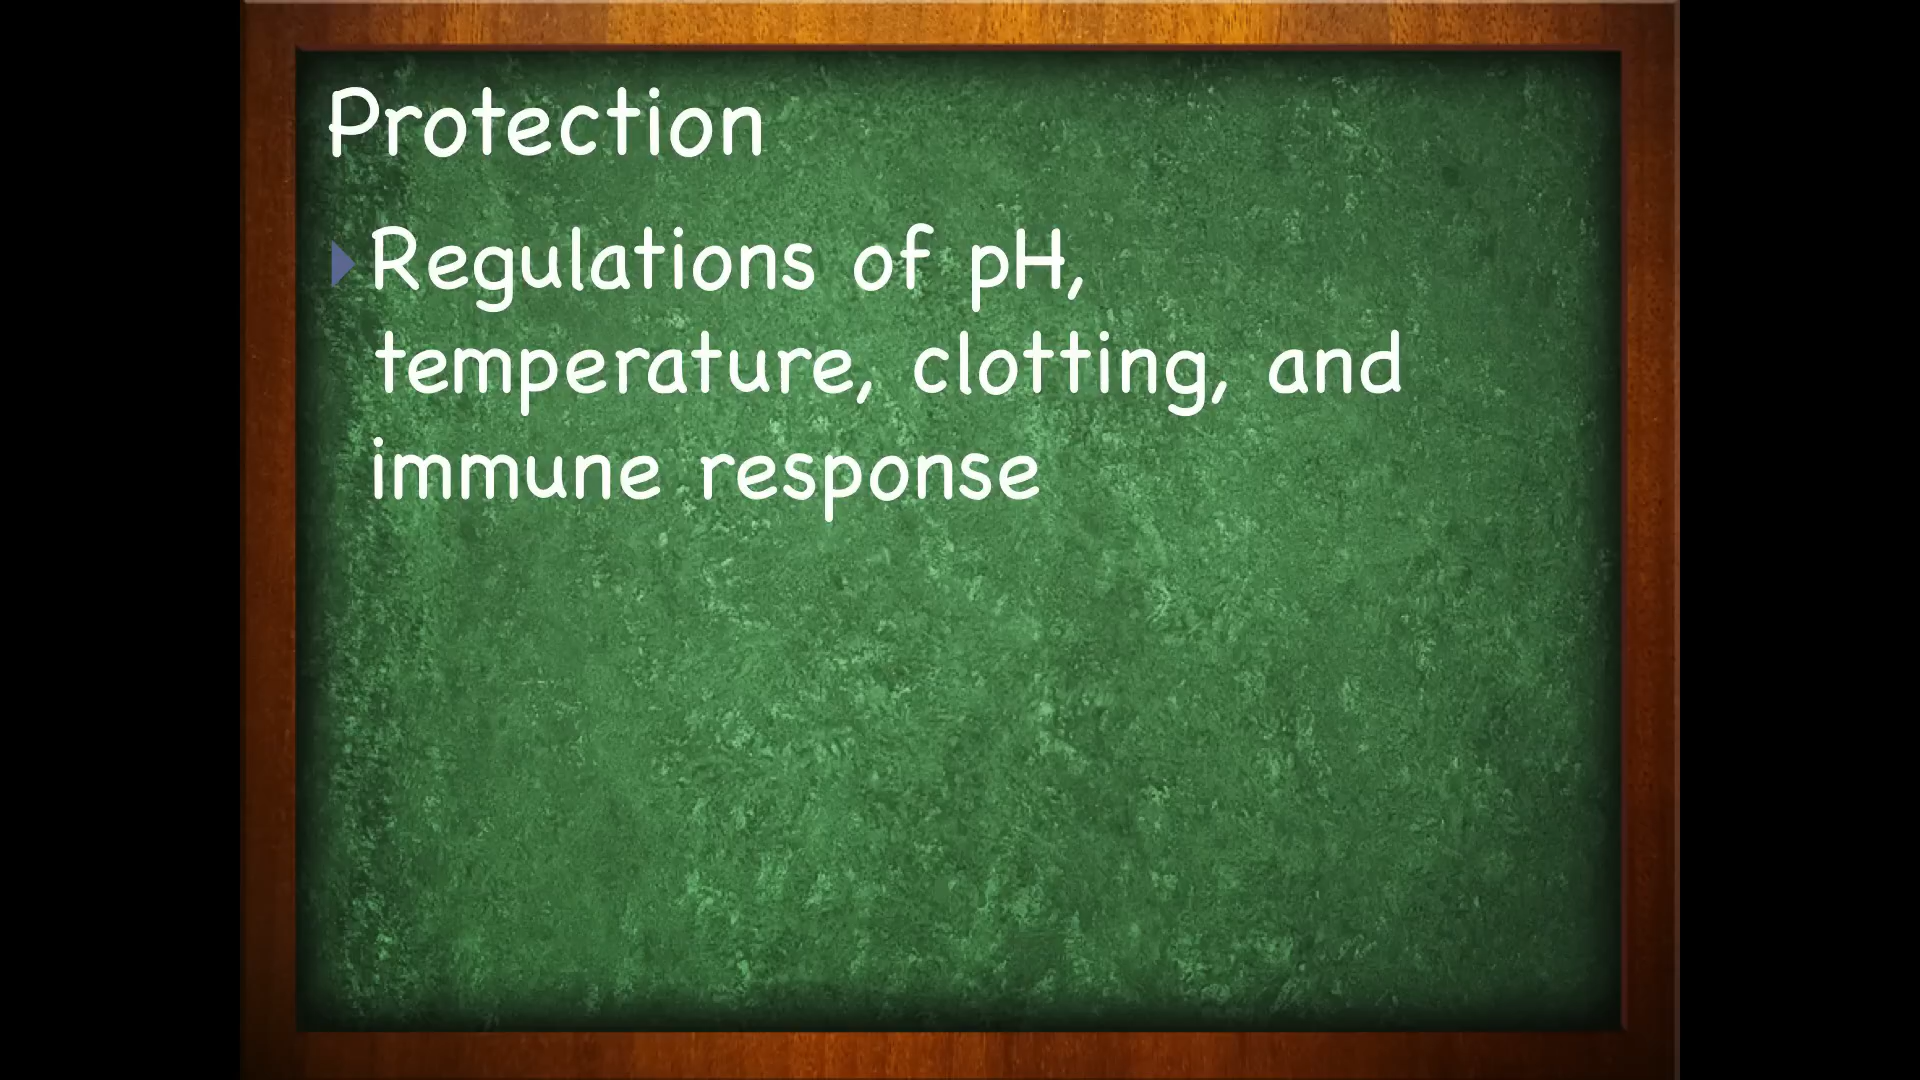 Protection
Regulations of pH,
temperature, clotting, and
immune response